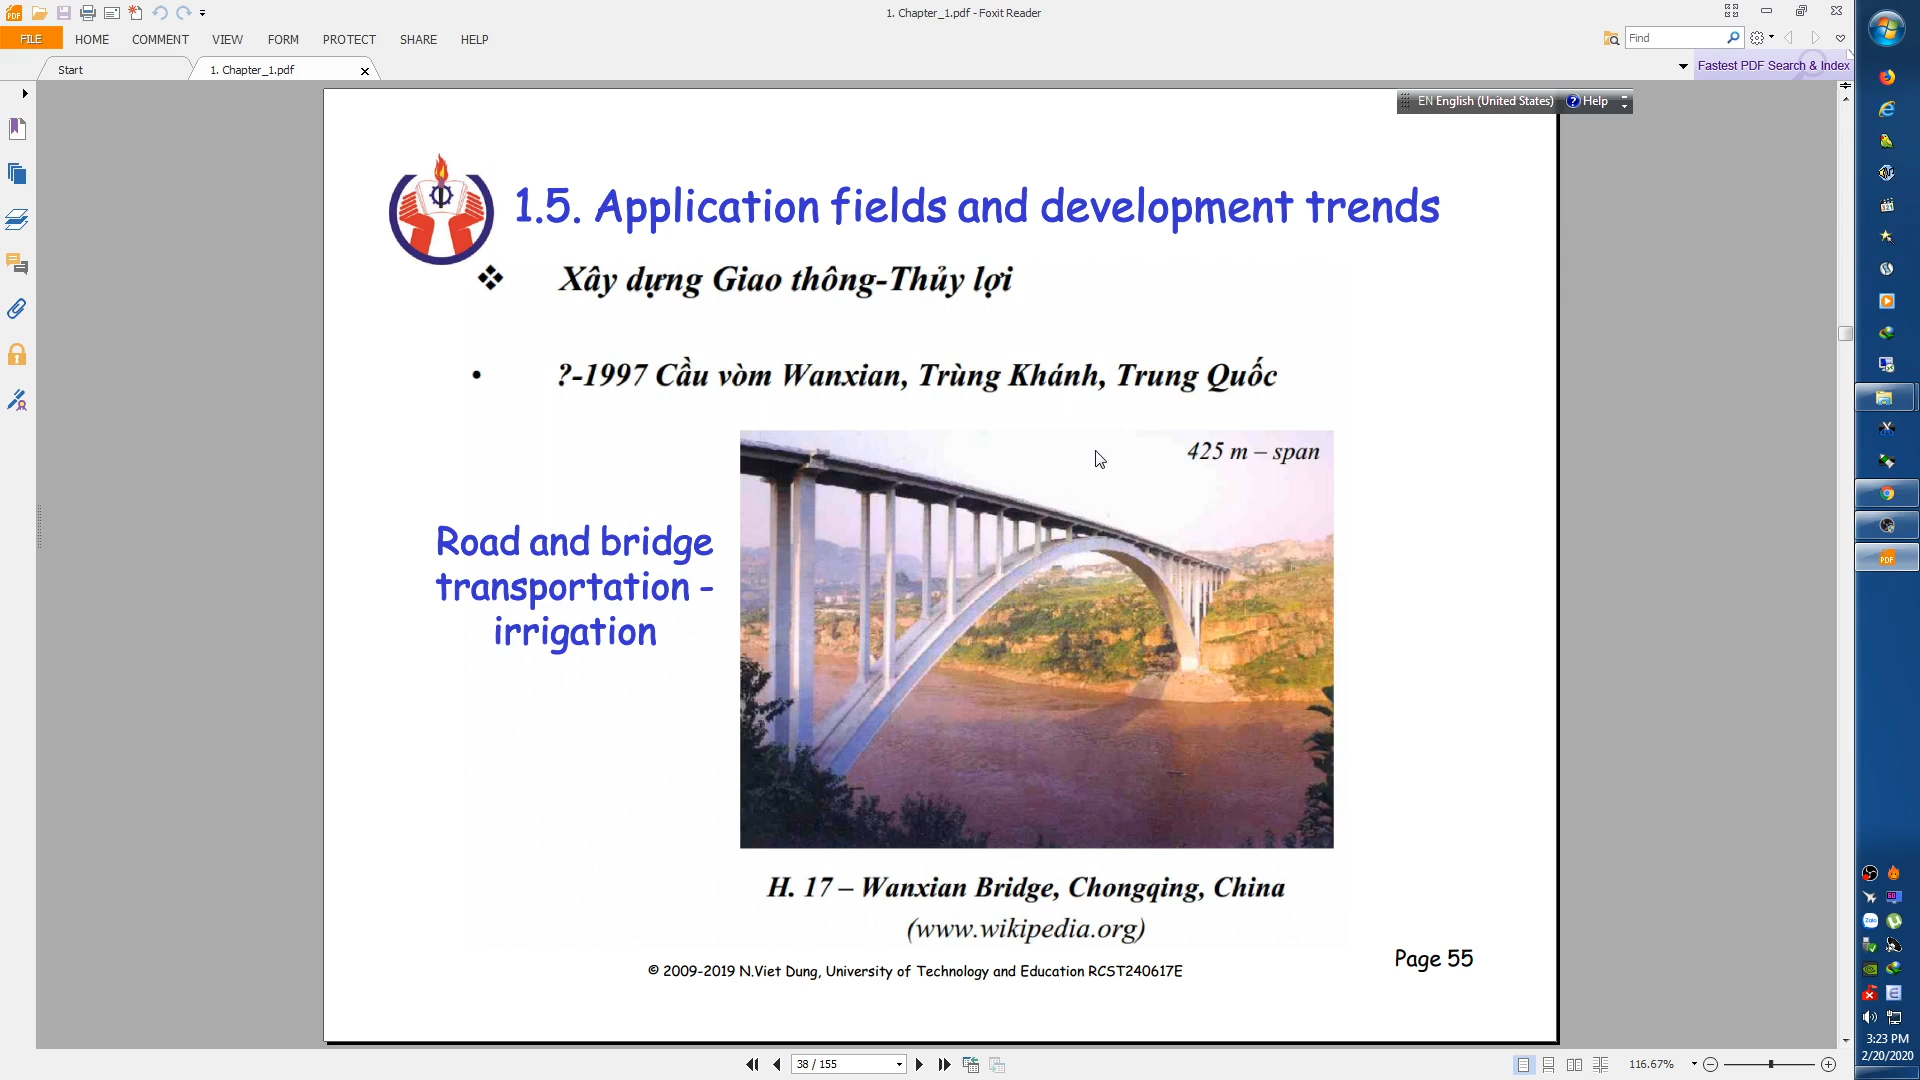 1. Chapter_1.pdf - Foxit Reader
FILE
HOME
COMMENT
VIEW
FORM
PROTECT
SHARE
HELP
Find
Start
1. Chapter_1.pdf
Fastest PDF Search & Index
EN English (United States)
Help
1.5. Application fields and development trends
Xây dựng Giao thông-Thủy lợi
?-1997 Cầu vòm Wanxian, Trùng Khánh, Trung Quốc
425 m – span
Road and bridge
transportation -
irrigation
H. 17 – Wanxian Bridge, Chongqing, China
(www.wikipedia.org)
Page 55
© 2009-2019 N.Viet Dung, University of Technology and Education RCST240617E
38 / 155
116.67%
3:23 PM
2/20/2020